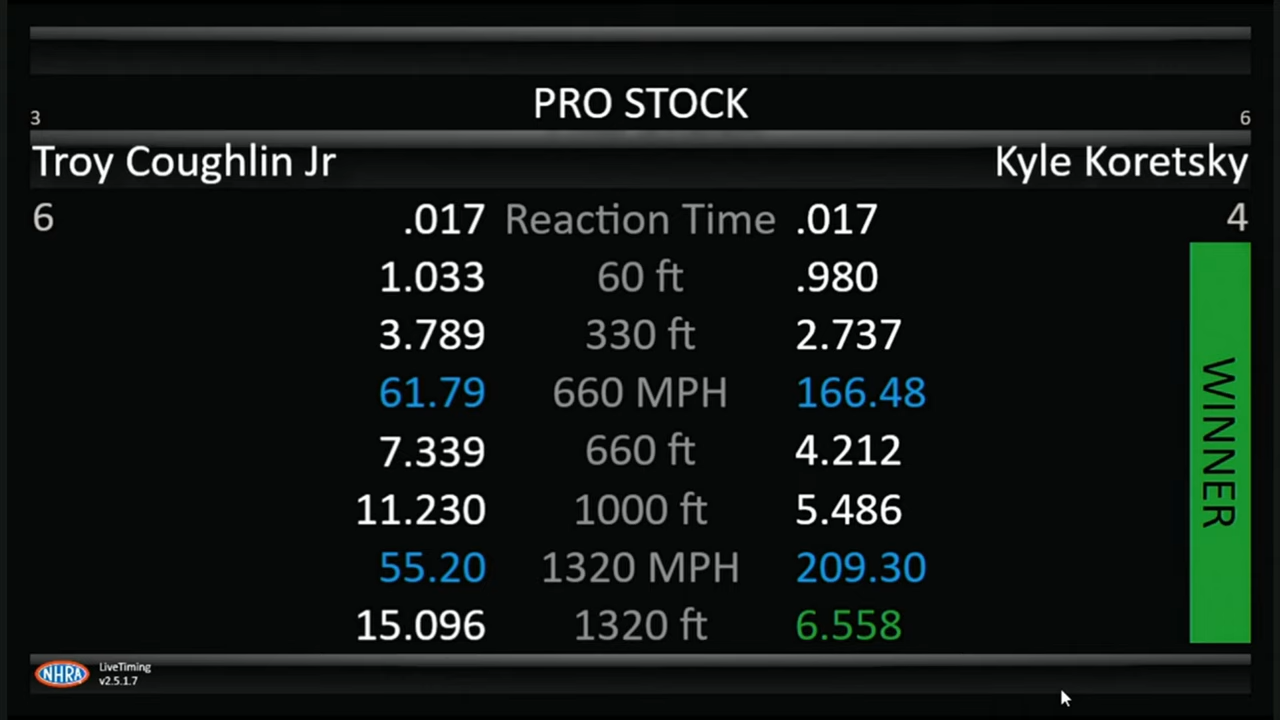 PRO STOCK
3 6
Troy Coughlin Jr Kyle Koretsky
6 .017 Reaction Time .017 4
1.033 60 ft .980
3.789 330 ft 2.737
61.79 660 MPH 166.48
7.339 660 ft 4.212
11.230 1000 ft 5.486
55.20 1320 MPH 209.30
15.096 1320 ft 6.558
WINNER
NHRA LiveTiming
v2.5.1.7